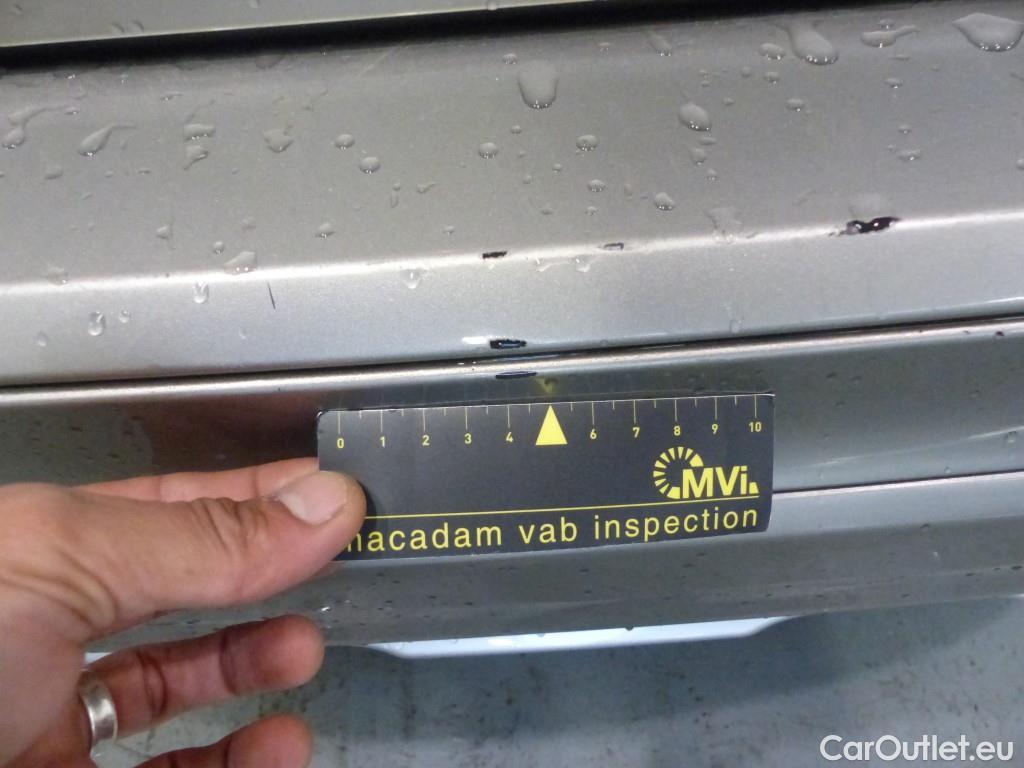 0 1 2 3 4 6 7 8 9 10
MVi
macadam vab inspection
CarOutlet.eu